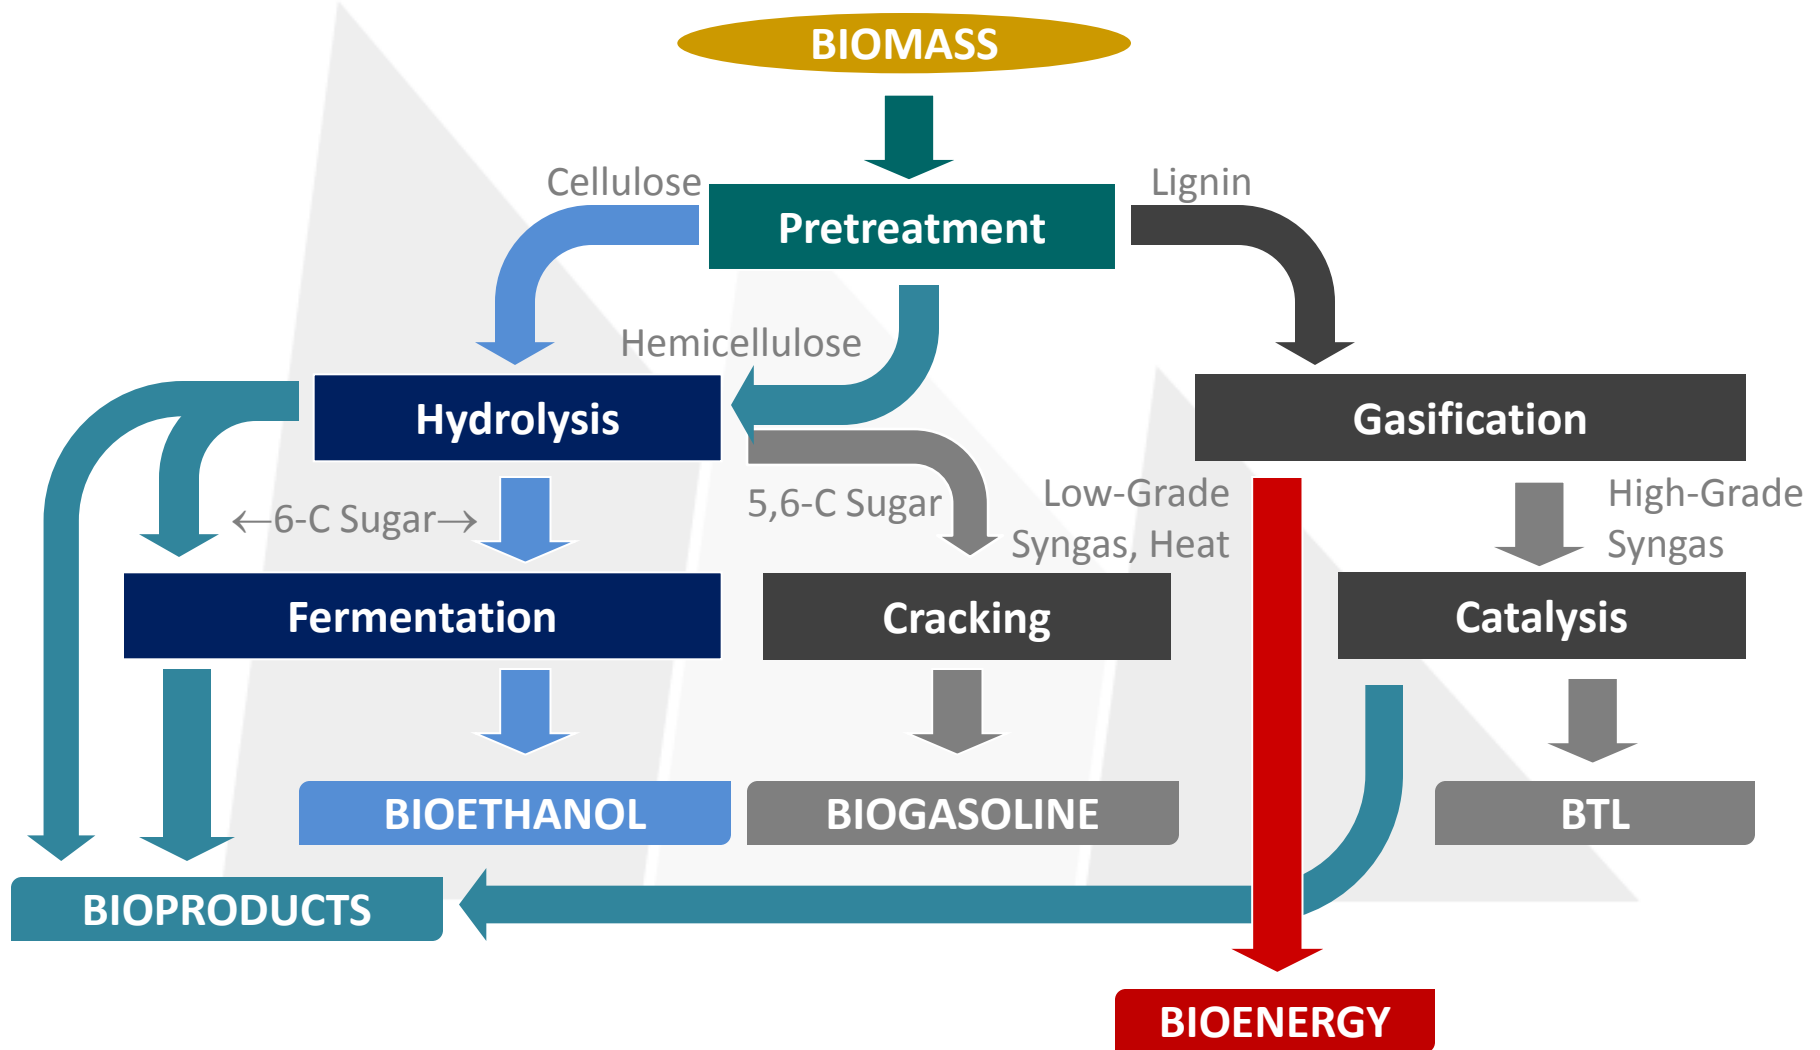 BIOMASS
Cellulose
Lignin
Pretreatment
Hemicellulose
Hydrolysis
Gasification
←6-C Sugar→
5,6-C Sugar
Low-Grade
Syngas, Heat
High-Grade
Syngas
Fermentation
Cracking
Catalysis
BIOETHANOL
BIOGASOLINE
BTL
BIOPRODUCTS
BIOENERGY